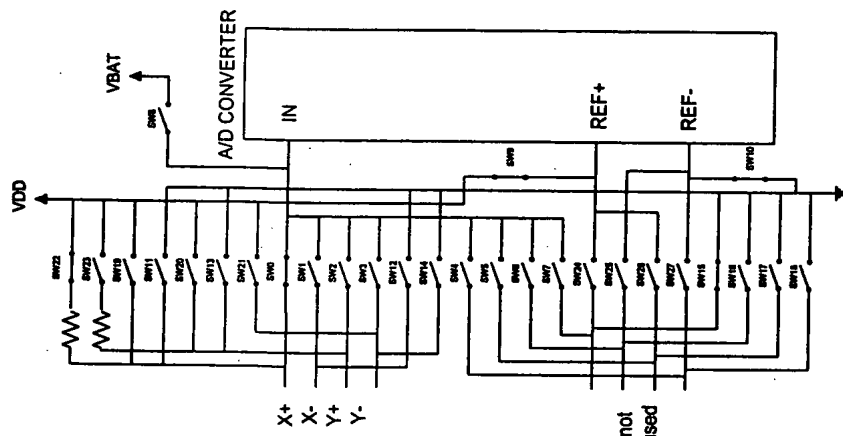 VBAT
SW8
A/D CONVERTER
IN
REF+
REF-
VDD
SW9
SW10
SW22
SW23
SW19
SW11
SW20
SW13
SW21
SW0
SW1
SW2
SW3
SW12
SW14
SW4
SW5
SW6
SW7
SW24
SW25
SW26
SW27
SW15
SW16
SW17
SW18
X+
X-
Y+
Y-
not
used